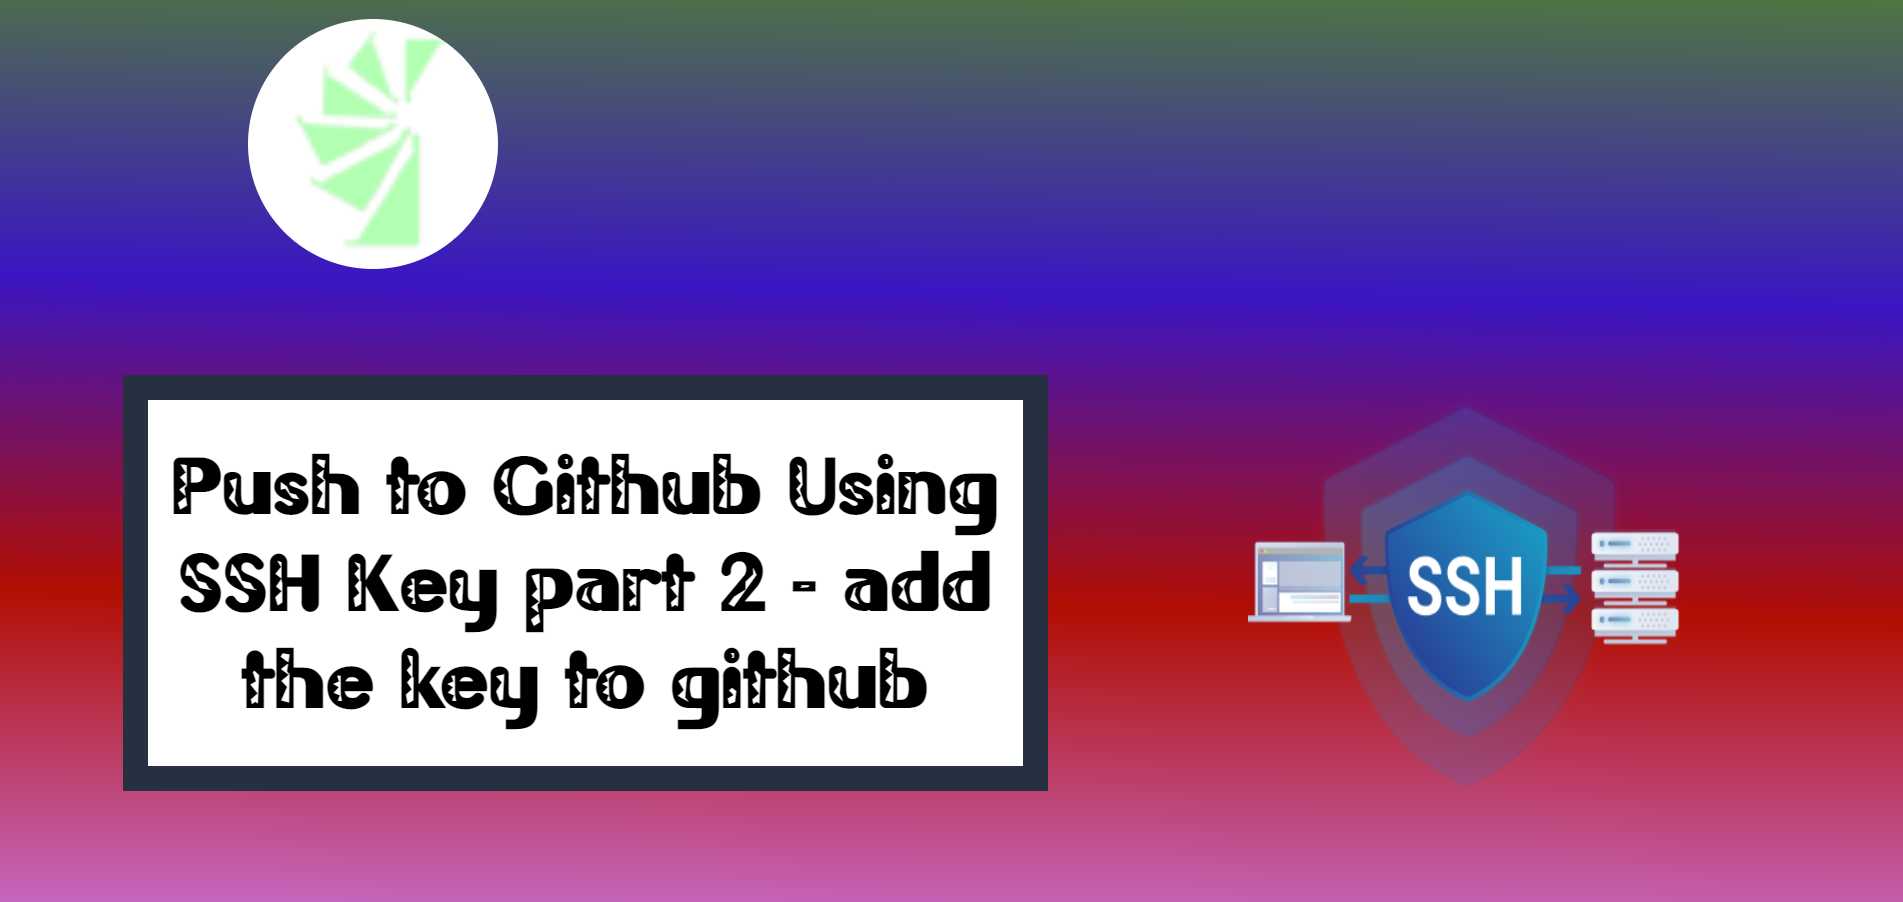 Push to Github Using
SSH Key part 2 - add
the key to github
SSH